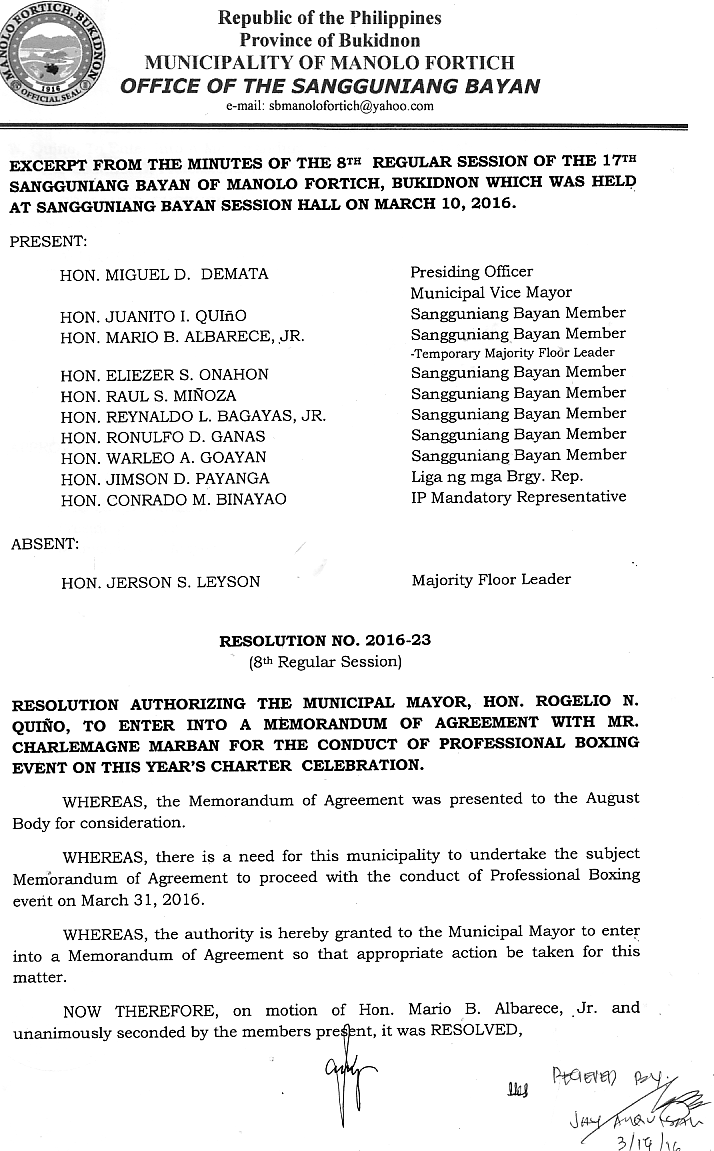 MANOLO FORTICH, BUKIDNON
1916
OFFICIAL SEAL
Republic of the Philippines
Province of Bukidnon
MUNICIPALITY OF MANOLO FORTICH
OFFICE OF THE SANGGUNIANG BAYAN
e-mail: sbmanolofortich@yahoo.com
EXCERPT FROM THE MINUTES OF THE 8TH REGULAR SESSION OF THE 17TH
SANGGUNIANG BAYAN OF MANOLO FORTICH, BUKIDNON WHICH WAS HELD
AT SANGGUNIANG BAYAN SESSION HALL ON MARCH 10, 2016.
PRESENT:
HON. MIGUEL D. DEMATA Presiding Officer
Municipal Vice Mayor
HON. JUANITO I. QUIñO Sangguniang Bayan Member
HON. MARIO B. ALBARECE, JR. Sangguniang Bayan Member
-Temporary Majority Floor Leader
HON. ELIEZER S. ONAHON Sangguniang Bayan Member
HON. RAUL S. MIÑOZA Sangguniang Bayan Member
HON. REYNALDO L. BAGAYAS, JR. Sangguniang Bayan Member
HON. RONULFO D. GANAS Sangguniang Bayan Member
HON. WARLEO A. GOAYAN Sangguniang Bayan Member
HON. JIMSON D. PAYANGA Liga ng mga Brgy. Rep.
HON. CONRADO M. BINAYAO IP Mandatory Representative
ABSENT:
HON. JERSON S. LEYSON Majority Floor Leader
RESOLUTION NO. 2016-23
(8th Regular Session)
RESOLUTION AUTHORIZING THE MUNICIPAL MAYOR, HON. ROGELIO N.
QUIÑO, TO ENTER INTO A MEMORANDUM OF AGREEMENT WITH MR.
CHARLEMAGNE MARBAN FOR THE CONDUCT OF PROFESSIONAL BOXING
EVENT ON THIS YEAR'S CHARTER CELEBRATION.
WHEREAS, the Memorandum of Agreement was presented to the August
Body for consideration.
WHEREAS, there is a need for this municipality to undertake the subject
Memorandum of Agreement to proceed with the conduct of Professional Boxing
event on March 31, 2016.
WHEREAS, the authority is hereby granted to the Municipal Mayor to enter
into a Memorandum of Agreement so that appropriate action be taken for this
matter.
NOW THEREFORE, on motion of Hon. Mario B. Albarece, Jr. and
unanimously seconded by the members present, it was RESOLVED,
RECIEVED BY:
JAY
3/14/16